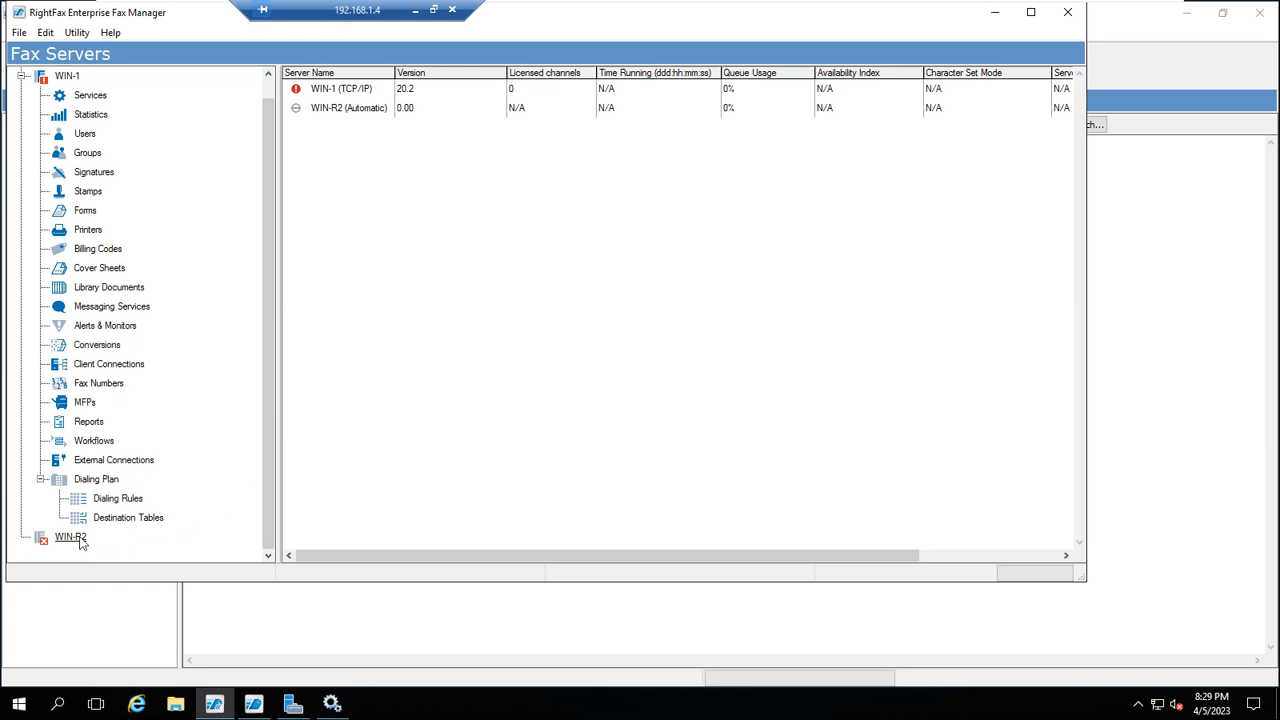 RightFax Enterprise Fax Manager
192.168.1.4
File Edit Utility Help
Fax Servers
WIN-1
Services
Statistics
Users
Groups
Signatures
Stamps
Forms
Printers
Billing Codes
Cover Sheets
Library Documents
Messaging Services
Alerts & Monitors
Conversions
Client Connections
Fax Numbers
MFPs
Reports
Workflows
External Connections
Dialing Plan
Dialing Rules
Destination Tables
WIN-R2
Server Name Version Licensed channels Time Running (ddd:hh:mm:ss) Queue Usage Availability Index Character Set Mode Serve
WIN-1 (TCP/IP) 20.2 0 N/A 0% N/A N/A N/A
WIN-R2 (Automatic) 0.00 N/A N/A 0% N/A N/A N/A
ch...
8:29 PM
4/5/2023